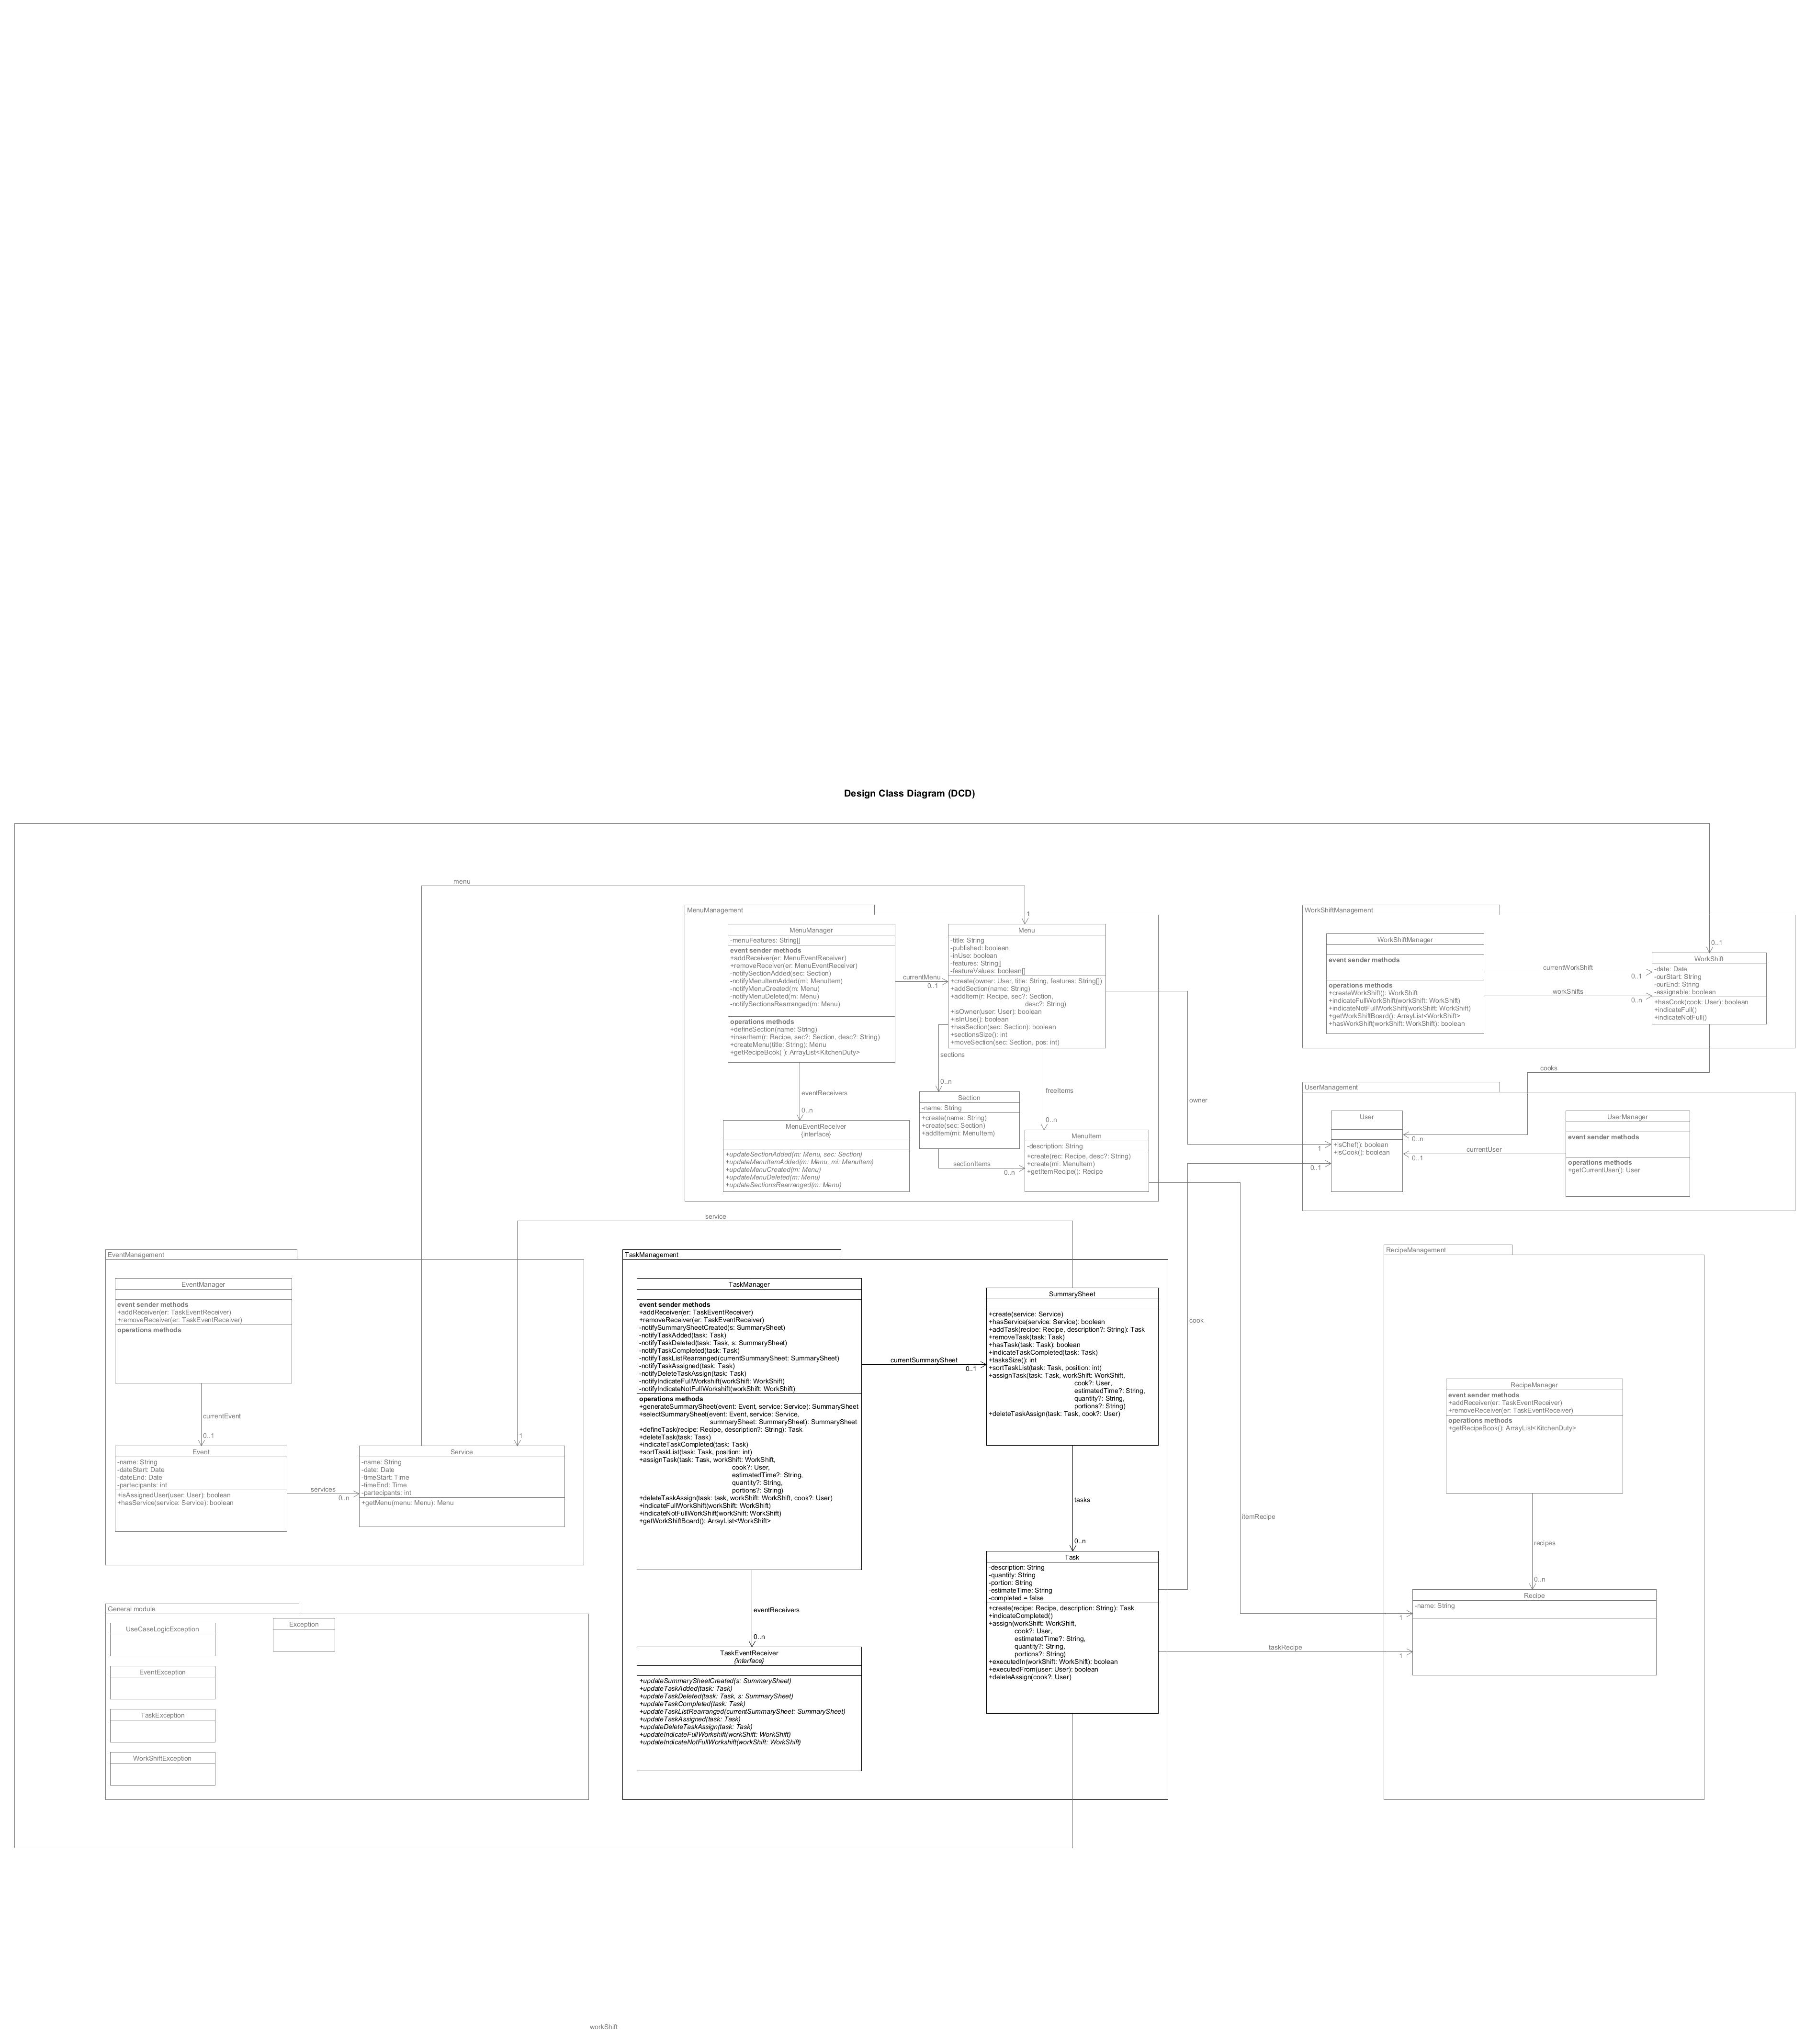 Design Class Diagram (DCD)
menu
MenuManagement
MenuManager
-menuFeatures: String[]
event sender methods
+addReceiver(er: MenuEventReceiver)
+removeReceiver(er: MenuEventReceiver)
-notifySectionAdded(sec: Section)
-notifyMenuItemAdded(mi: MenuItem)
-notifyMenuCreated(m: Menu)
-notifyMenuDeleted(m: Menu)
-notifySectionsRearranged(m: Menu)
operations methods
+defineSection(name: String)
+inserItem(r: Recipe, sec?: Section, desc?: String)
+createMenu(title: String): Menu
+getRecipeBook( ): ArrayList<KitchenDuty>
currentMenu
0..1
1
Menu
-title: String
-published: boolean
-inUse: boolean
-features: String[]
-featureValues: boolean[]
+create(owner: User, title: String, features: String[])
+addSection(name: String)
+addItem(r: Recipe, sec?: Section,
desc?: String)
+isOwner(user: User): boolean
+isInUse(): boolean
+hasSection(sec: Section): boolean
+sectionsSize(): int
+moveSection(sec: Section, pos: int)
sections
0..n
freeItems
0..n
eventReceivers
0..n
MenuEventReceiver
{interface}
+updateSectionAdded(m: Menu, sec: Section)
+updateMenuItemAdded(m: Menu, mi: MenuItem)
+updateMenuCreated(m: Menu)
+updateMenuDeleted(m: Menu)
+updateSectionsRearranged(m: Menu)
Section
-name: String
+create(name: String)
+create(sec: Section)
+addItem(mi: MenuItem)
sectionItems
0..n
MenuItem
-description: String
+create(rec: Recipe, desc?: String)
+create(mi: MenuItem)
+getItemRecipe(): Recipe
owner
1
WorkShiftManagement
WorkShiftManager
event sender methods
operations methods
+createWorkShift(): WorkShift
+indicateFullWorkShift(workShift: WorkShift)
+indicateNotFullWorkShift(workShift: WorkShift)
+getWorkShiftBoard(): ArrayList<WorkShift>
+hasWorkShift(workShift: WorkShift): boolean
currentWorkShift
0..1
workShifts
0..n
0..1
WorkShift
-date: Date
-ourStart: String
-ourEnd: String
-assignable: boolean
+hasCook(cook: User): boolean
+indicateFull()
+indicateNotFull()
cooks
0..n
UserManagement
User
+isChef(): boolean
+isCook(): boolean
currentUser
0..1
UserManager
event sender methods
operations methods
+getCurrentUser(): User
0..1
service
1
EventManagement
EventManager
event sender methods
+addReceiver(er: TaskEventReceiver)
+removeReceiver(er: TaskEventReceiver)
operations methods
currentEvent
0..1
Event
-name: String
-dateStart: Date
-dateEnd: Date
-partecipants: int
+isAssignedUser(user: User): boolean
+hasService(service: Service): boolean
services
0..n
Service
-name: String
-date: Date
-timeStart: Time
-timeEnd: Time
-partecipants: int
+getMenu(menu: Menu): Menu
TaskManagement
TaskManager
event sender methods
+addReceiver(er: TaskEventReceiver)
+removeReceiver(er: TaskEventReceiver)
-notifySummarySheetCreated(s: SummarySheet)
-notifyTaskAdded(task: Task)
-notifyTaskDeleted(task: Task, s: SummarySheet)
-notifyTaskCompleted(task: Task)
-notifyTaskListRearranged(currentSummarySheet: SummarySheet)
-notifyTaskAssigned(task: Task)
-notifyDeleteTaskAssign(task: Task)
-notifyIndicateFullWorkshift(workShift: WorkShift)
-notifyIndicateNotFullWorkshift(workShift: WorkShift)
operations methods
+generateSummarySheet(event: Event, service: Service): SummarySheet
+selectSummarySheet(event: Event, service: Service,
summarySheet: SummarySheet): SummarySheet
+defineTask(recipe: Recipe, description?: String): Task
+deleteTask(task: Task)
+indicateTaskCompleted(task: Task)
+sortTaskList(task: Task, position: int)
+assignTask(task: Task, workShift: WorkShift,
cook?: User,
estimatedTime?: String,
quantity?: String,
portions?: String)
+deleteTaskAssign(task: task, workShift: WorkShift, cook?: User)
+indicateFullWorkShift(workShift: WorkShift)
+indicateNotFullWorkShift(workShift: WorkShift)
+getWorkShiftBoard(): ArrayList<WorkShift>
currentSummarySheet
0..1
SummarySheet
+create(service: Service)
+hasService(service: Service): boolean
+addTask(recipe: Recipe, description?: String): Task
+removeTask(task: Task)
+hasTask(task: Task): boolean
+indicateTaskCompleted(task: Task)
+tasksSize(): int
+sortTaskList(task: Task, position: int)
+assignTask(task: Task, workShift: WorkShift,
cook?: User,
estimatedTime?: String,
quantity?: String,
portions?: String)
+deleteTaskAssign(task: Task, cook?: User)
tasks
0..n
Task
-description: String
-quantity: String
-portion: String
-estimateTime: String
-completed = false
+create(recipe: Recipe, description: String): Task
+indicateCompleted()
+assign(workShift: WorkShift,
cook?: User,
estimatedTime?: String,
quantity?: String,
portions?: String)
+executedIn(workShift: WorkShift): boolean
+executedFrom(user: User): boolean
+deleteAssign(cook?: User)
eventReceivers
0..n
TaskEventReceiver
{interface}
+updateSummarySheetCreated(s: SummarySheet)
+updateTaskAdded(task: Task)
+updateTaskDeleted(task: Task, s: SummarySheet)
+updateTaskCompleted(task: Task)
+updateTaskListRearranged(currentSummarySheet: SummarySheet)
+updateTaskAssigned(task: Task)
+updateDeleteTaskAssign(task: Task)
+updateIndicateFullWorkshift(workShift: WorkShift)
+updateIndicateNotFullWorkshift(workShift: WorkShift)
cook
itemRecipe
1
taskRecipe
1
RecipeManagement
RecipeManager
event sender methods
+addReceiver(er: TaskEventReceiver)
+removeReceiver(er: TaskEventReceiver)
operations methods
+getRecipeBook(): ArrayList<KitchenDuty>
recipes
0..n
Recipe
-name: String
General module
UseCaseLogicException
Exception
EventException
TaskException
WorkShiftException
workShift